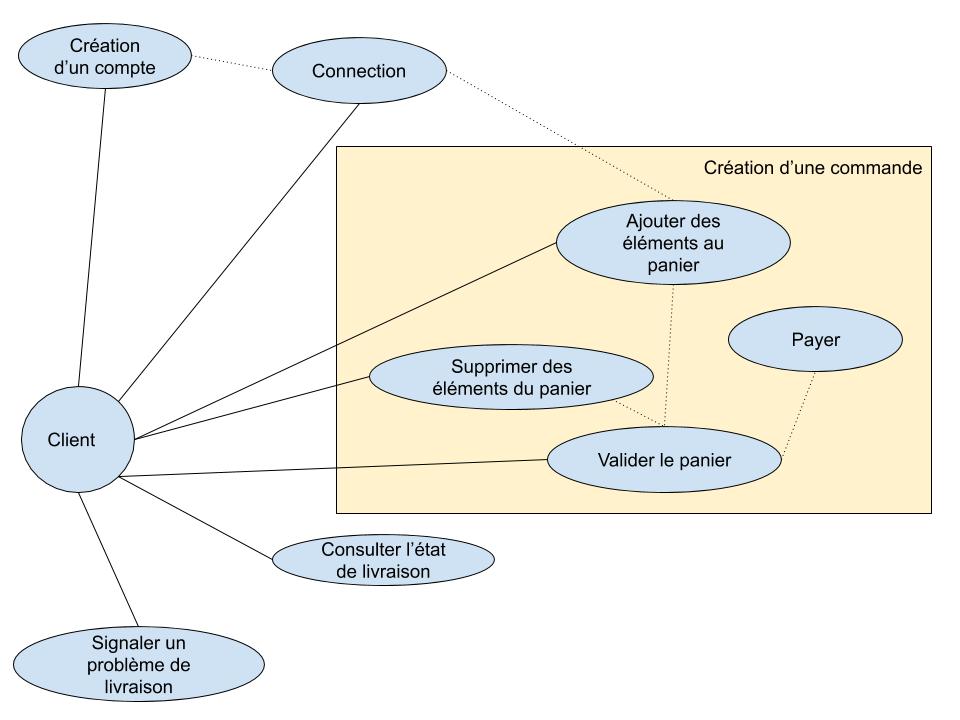 Création
d’un compte
Connection
Création d’une commande
Ajouter des
éléments au
panier
Payer
Supprimer des
éléments du panier
Client
Valider le panier
Consulter l’état
de livraison
Signaler un
problème de
livraison